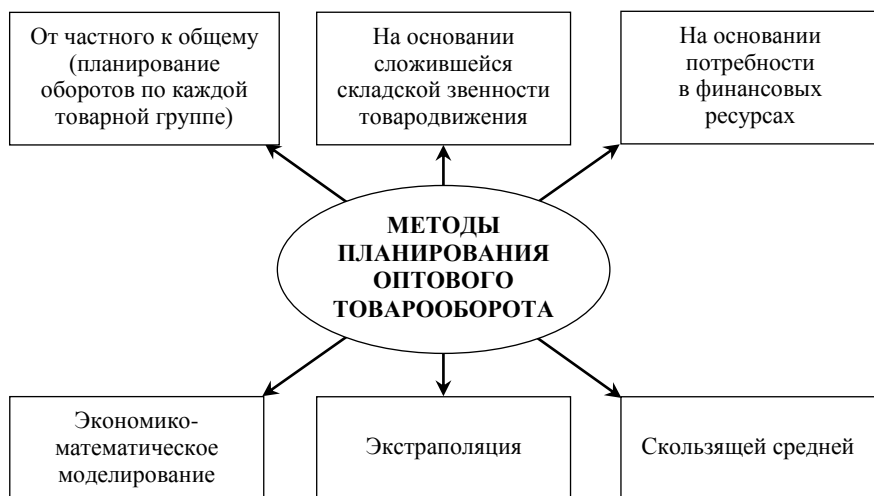 От частного к общему
(планирование
оборотов по каждой
товарной группе)
На основании
сложившейся
складской звенности
товародвижения
На основании
потребности
в финансовых
ресурсах
МЕТОДЫ
ПЛАНИРОВАНИЯ
ОПТОВОГО
ТОВАРООБОРОТА
Экономико-
математическое
моделирование
Экстраполяция
Скользящей средней